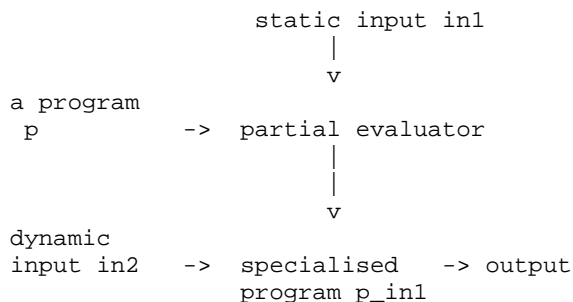 static input in1
|
v
a program
p -> partial evaluator
|
|
v
dynamic
input in2 -> specialised -> output
program p_in1